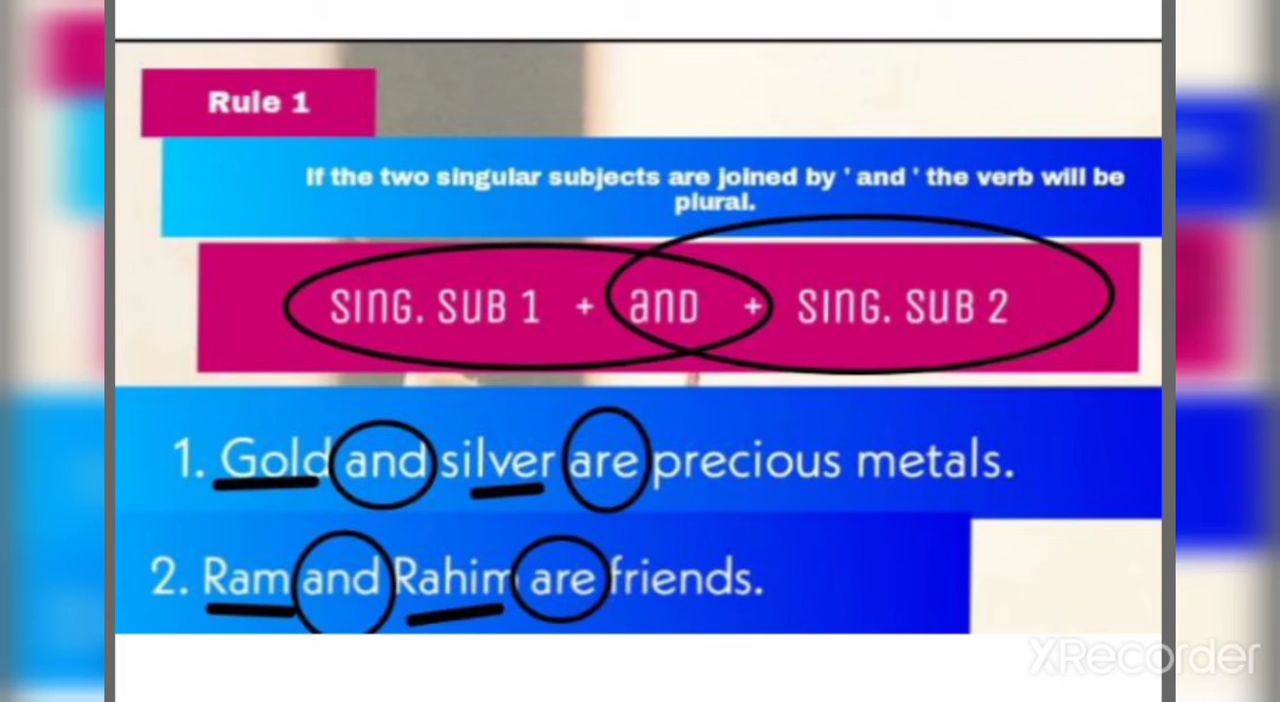 Rule 1
If the two singular subjects are joined by ' and ' the verb will be
plural.
SING. SUB 1 + and + SING. SUB 2
1. Gold and silver are precious metals.
2. Ram and Rahim are friends.
XRecorder